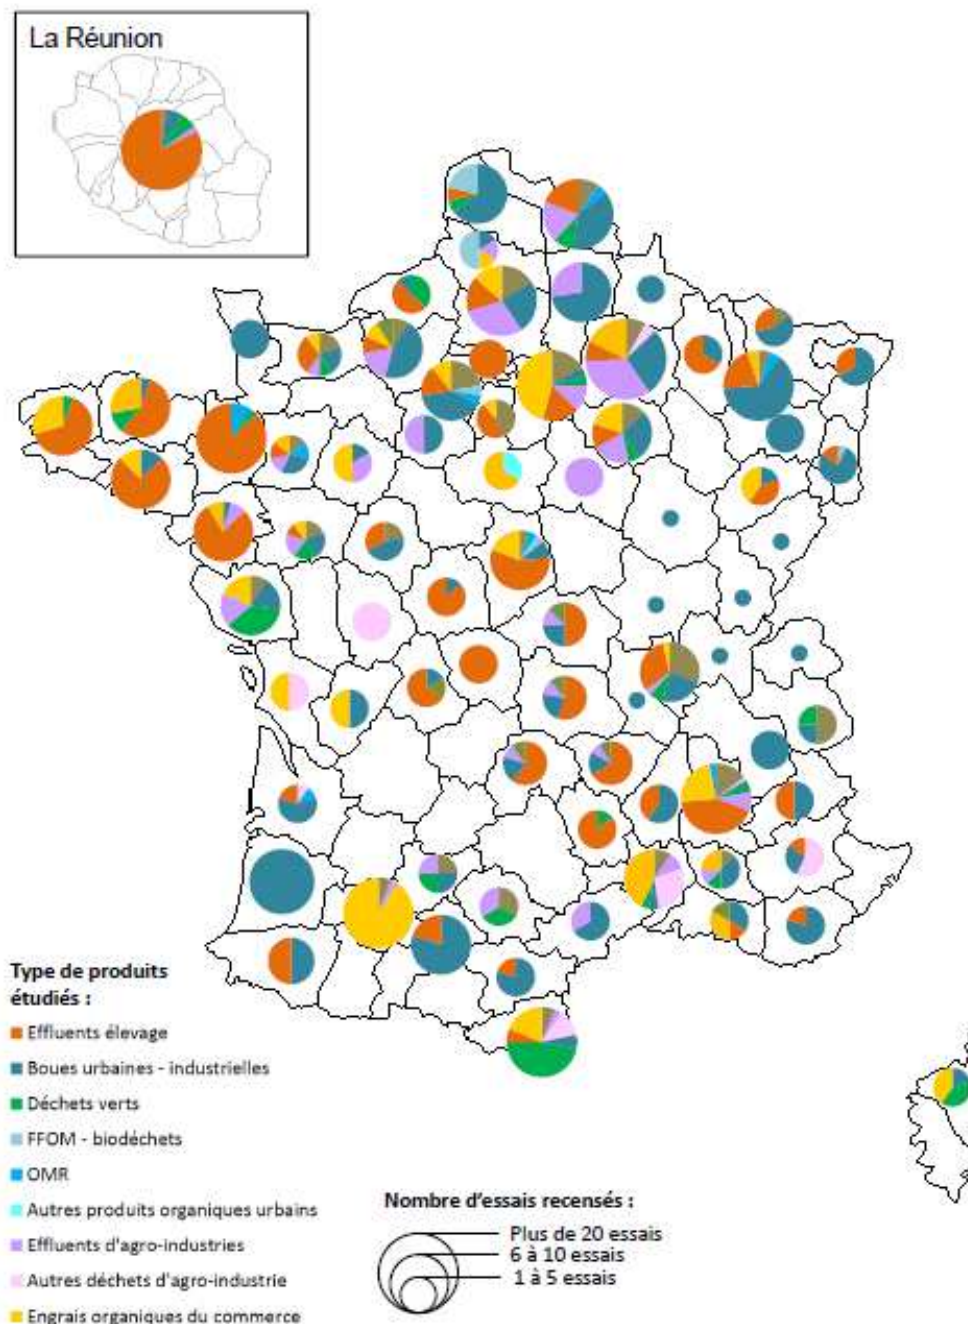 La Réunion
Type de produits
étudiés :
Effluents élevage
Boues urbaines - industrielles
Déchets verts
FFOM - biodéchets
OMR
Autres produits organiques urbains
Effluents d'agro-industries
Autres déchets d'agro-industrie
Engrais organiques du commerce
Nombre d'essais recensés :
Plus de 20 essais
6 à 10 essais
1 à 5 essais